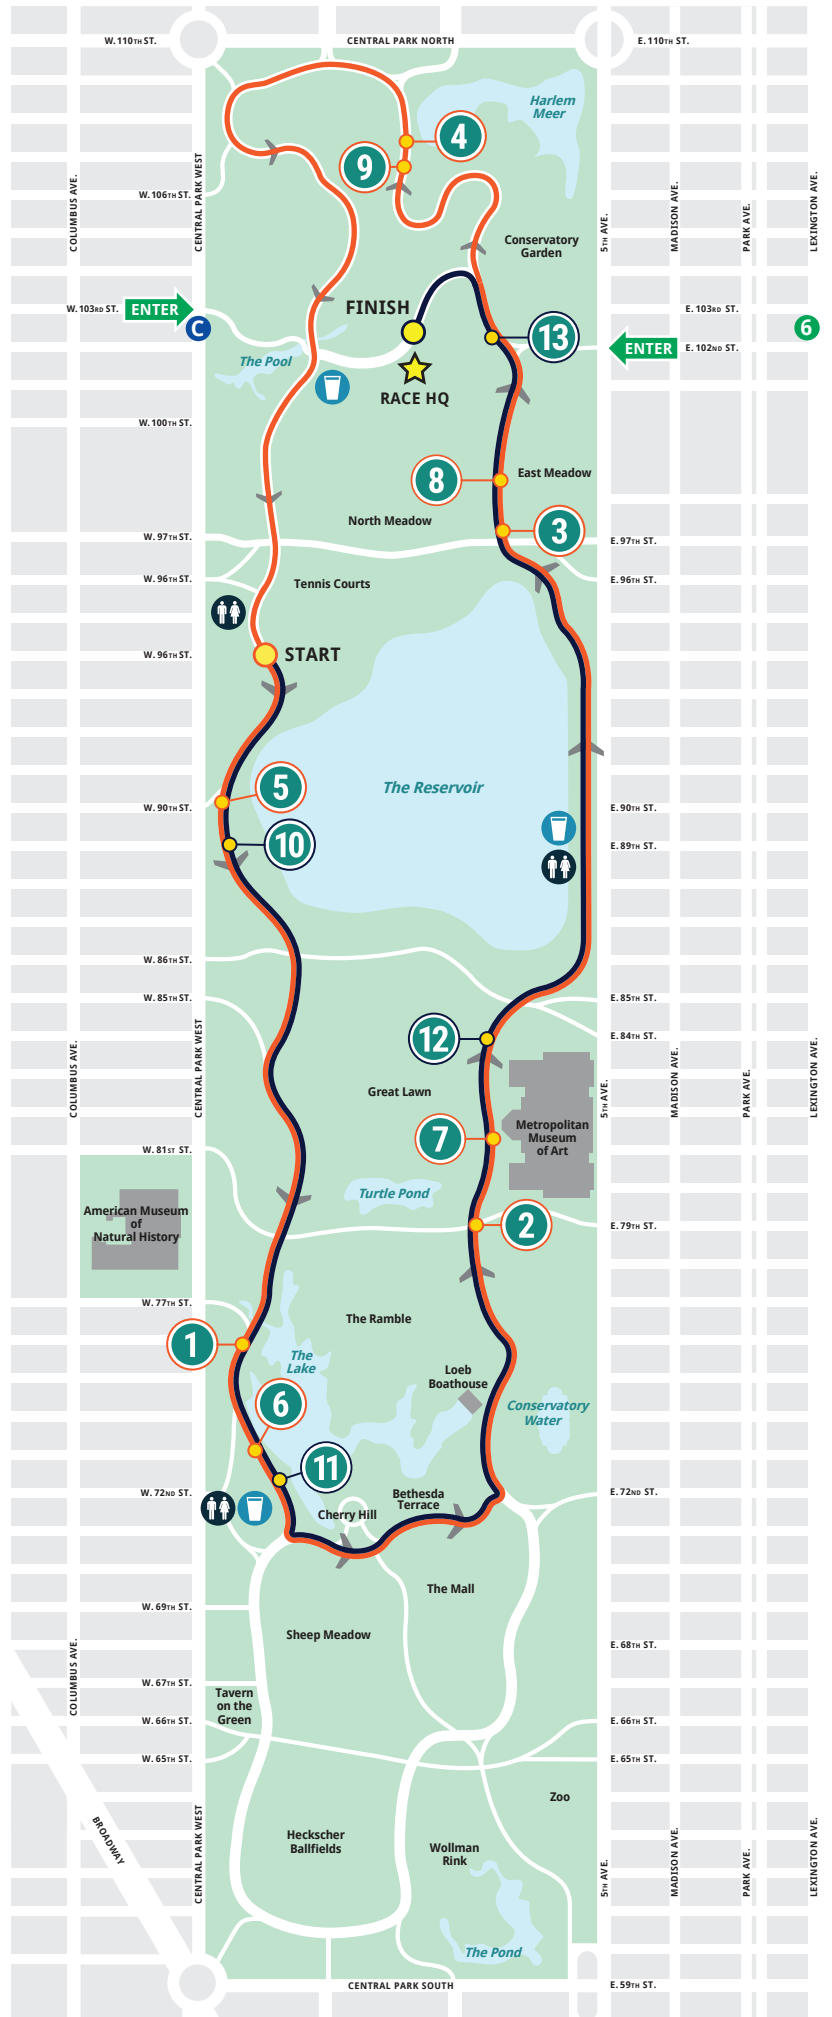 W. 110TH ST.
CENTRAL PARK NORTH
E. 110TH ST.
Harlem
Meer
4
9
COLUMBUS AVE.
CENTRAL PARK WEST
W. 106TH ST.
5TH AVE.
MADISON AVE.
PARK AVE.
LEXINGTON AVE.
Conservatory
Garden
W. 103RD ST.
ENTER
C
FINISH
13
E. 103RD ST.
6
ENTER
E. 102ND ST.
The Pool
RACE HQ
W. 100TH ST.
8
East Meadow
North Meadow
3
W. 97TH ST.
E. 97TH ST.
W. 96TH ST.
Tennis Courts
E. 96TH ST.
W. 96TH ST.
START
5
The Reservoir
W. 90TH ST.
E. 90TH ST.
10
E. 89TH ST.
W. 86TH ST.
W. 85TH ST.
E. 85TH ST.
12
E. 84TH ST.
COLUMBUS AVE.
CENTRAL PARK WEST
5TH AVE.
MADISON AVE.
PARK AVE.
LEXINGTON AVE.
Great Lawn
7
Metropolitan
Museum
of Art
W. 81ST ST.
Turtle Pond
American Museum
of
Natural History
2
E. 79TH ST.
W. 77TH ST.
The Ramble
1
The
Lake
Loeb
Boathouse
6
Conservatory
Water
11
W. 72ND ST.
Bethesda
Terrace
E. 72ND ST.
Cherry Hill
The Mall
W. 69TH ST.
Sheep Meadow
E. 68TH ST.
COLUMBUS AVE.
W. 67TH ST.
Tavern
on the
Green
W. 66TH ST.
E. 66TH ST.
W. 65TH ST.
E. 65TH ST.
Zoo
BROADWAY
CENTRAL PARK WEST
Heckscher
Ballfields
Wollman
Rink
5TH AVE.
MADISON AVE.
PARK AVE.
LEXINGTON AVE.
The Pond
CENTRAL PARK SOUTH
E. 59TH ST.